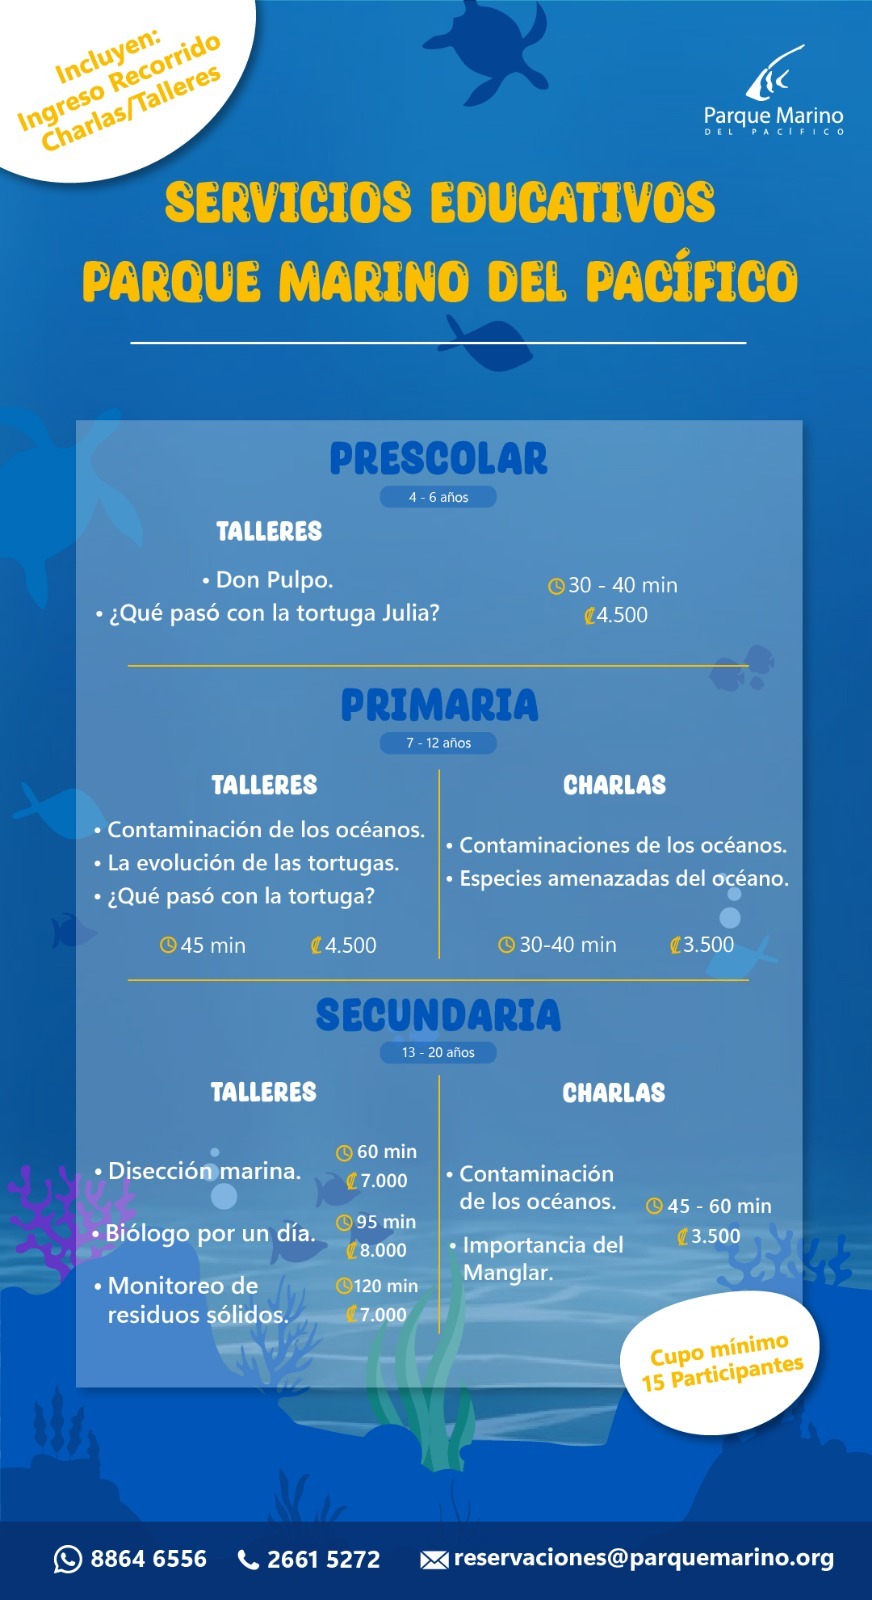 Incluyen:
Ingreso Recorrido
Charlas/Talleres
Parque Marino
DEL PACÍFICO
SERVICIOS EDUCATIVOS
PARQUE MARINO DEL PACÍFICO
PRESCOLAR
4 - 6 años
TALLERES
• Don Pulpo.
• ¿Qué pasó con la tortuga Julia?
30 - 40 min
₡4.500
PRIMARIA
7 - 12 años
TALLERES
• Contaminación de los océanos.
• La evolución de las tortugas.
• ¿Qué pasó con la tortuga?
45 min ₡4.500
CHARLAS
• Contaminaciones de los océanos.
• Especies amenazadas del océano.
30-40 min ₡3.500
SECUNDARIA
13 - 20 años
TALLERES
• Disección marina.
60 min
₡7.000
• Biólogo por un día.
95 min
₡8.000
• Monitoreo de
residuos sólidos.
120 min
₡7.000
CHARLAS
• Contaminación
de los océanos.
• Importancia del
Manglar.
45 - 60 min
₡3.500
Cupo mínimo
15 Participantes
8864 6556 2661 5272 reservaciones@parquemarino.org